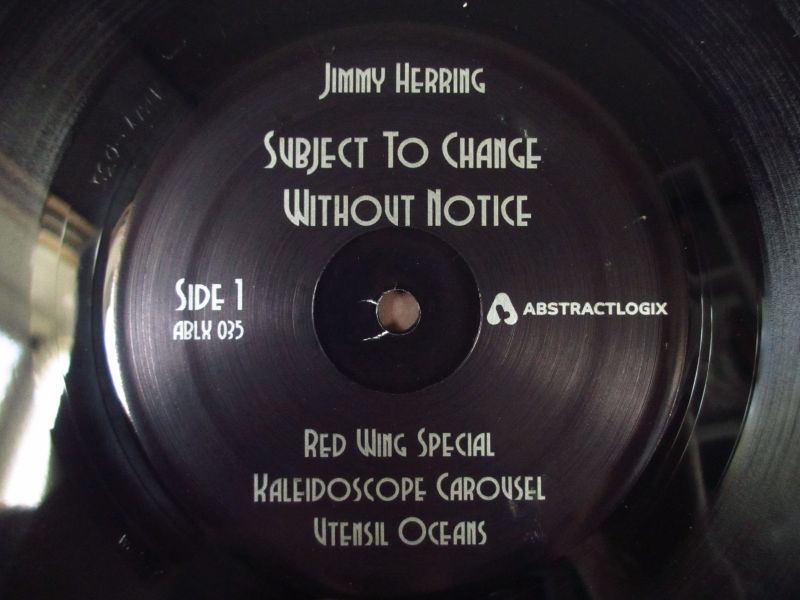 Jimmy Herring
Subject To Change
Without Notice
Side 1
ABLX 035
ABSTRACTLOGIX
Red Wing Special
Kaleidoscope Carousel
Utensil Oceans